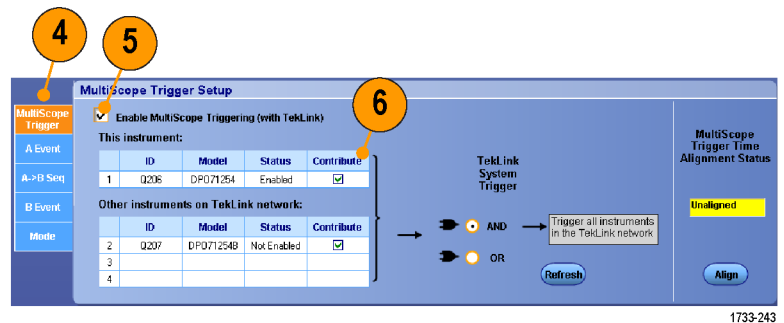 4
5
6
MultiScope Trigger Setup
MultiScope
Trigger
A Event
A->B Seq
B Event
Mode
Enable MultiScope Triggering (with TekLink)
This instrument:
ID Model Status Contribute
1 Q206 DPO71254 Enabled
Other instruments on TekLink network:
ID Model Status Contribute
2 Q207 DPO71254B Not Enabled
3
4
TekLink
System
Trigger
AND
OR
Trigger all instruments
in the TekLink network
Refresh
MultiScope
Trigger Time
Alignment Status
Unaligned
Align
1733-243